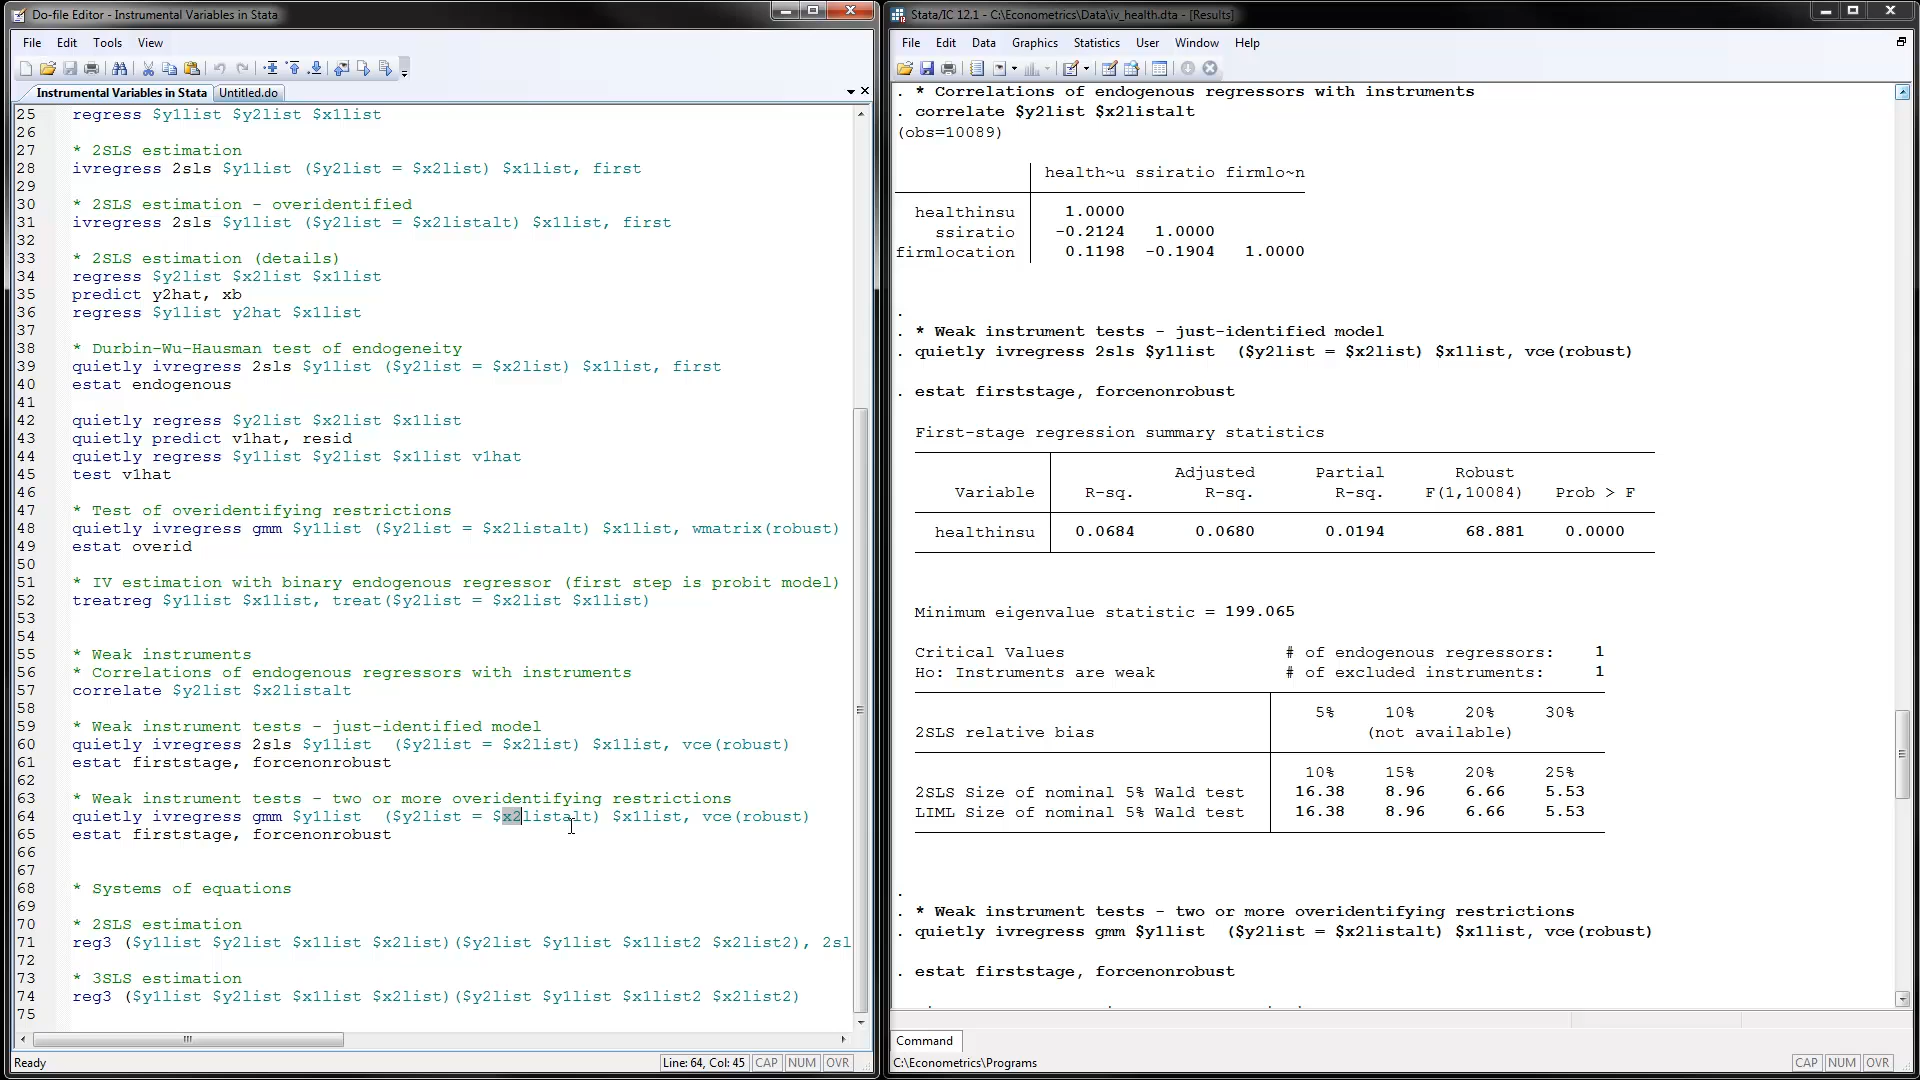 Do-file Editor - Instrumental Variables in Stata
File Edit Tools View
Instrumental Variables in Stata Untitled.do
25 regress $y1list $y2list $x1list
26
27 * 2SLS estimation
28 ivregress 2sls $y1list ($y2list = $x2list) $x1list, first
29
30 * 2SLS estimation - overidentified
31 ivregress 2sls $y1list ($y2list = $x2listalt) $x1list, first
32
33 * 2SLS estimation (details)
34 regress $y2list $x2list $x1list
35 predict y2hat, xb
36 regress $y1list y2hat $x1list
37
38 * Durbin-Wu-Hausman test of endogeneity
39 quietly ivregress 2sls $y1list ($y2list = $x2list) $x1list, first
40 estat endogenous
41
42 quietly regress $y2list $x2list $x1list
43 quietly predict v1hat, resid
44 quietly regress $y1list $y2list $x1list v1hat
45 test v1hat
46
47 * Test of overidentifying restrictions
48 quietly ivregress gmm $y1list ($y2list = $x2listalt) $x1list, wmatrix(robust)
49 estat overid
50
51 * IV estimation with binary endogenous regressor (first step is probit model)
52 treatreg $y1list $x1list, treat($y2list = $x2list $x1list)
53
54
55 * Weak instruments
56 * Correlations of endogenous regressors with instruments
57 correlate $y2list $x2listalt
58
59 * Weak instrument tests - just-identified model
60 quietly ivregress 2sls $y1list ($y2list = $x2list) $x1list, vce(robust)
61 estat firststage, forcenonrobust
62
63 * Weak instrument tests - two or more overidentifying restrictions
64 quietly ivregress gmm $y1list ($y2list = $x2listalt) $x1list, vce(robust)
65 estat firststage, forcenonrobust
66
67
68 * Systems of equations
69
70 * 2SLS estimation
71 reg3 ($y1list $y2list $x1list $x2list)($y2list $y1list $x1list2 $x2list2), 2sl
72
73 * 3SLS estimation
74 reg3 ($y1list $y2list $x1list $x2list)($y2list $y1list $x1list2 $x2list2)
75
Ready Line: 64, Col: 45 CAP NUM OVR
Stata/IC 12.1 - C:\Econometrics\Data\iv_health.dta - [Results]
File Edit Data Graphics Statistics User Window Help
. * Correlations of endogenous regressors with instruments
. correlate $y2list $x2listalt
(obs=10089)
health~u ssiratio firmlo~n
healthinsu 1.0000
ssiratio -0.2124 1.0000
firmlocation 0.1198 -0.1904 1.0000
.
. * Weak instrument tests - just-identified model
. quietly ivregress 2sls $y1list ($y2list = $x2list) $x1list, vce(robust)
. estat firststage, forcenonrobust
First-stage regression summary statistics
Adjusted Partial Robust
Variable R-sq. R-sq. R-sq. F(1,10084) Prob > F
healthinsu 0.0684 0.0680 0.0194 68.881 0.0000
Minimum eigenvalue statistic = 199.065
Critical Values # of endogenous regressors: 1
Ho: Instruments are weak # of excluded instruments: 1
5% 10% 20% 30%
2SLS relative bias (not available)
10% 15% 20% 25%
2SLS Size of nominal 5% Wald test 16.38 8.96 6.66 5.53
LIML Size of nominal 5% Wald test 16.38 8.96 6.66 5.53
.
. * Weak instrument tests - two or more overidentifying restrictions
. quietly ivregress gmm $y1list ($y2list = $x2listalt) $x1list, vce(robust)
. estat firststage, forcenonrobust
Command
C:\Econometrics\Programs CAP NUM OVR